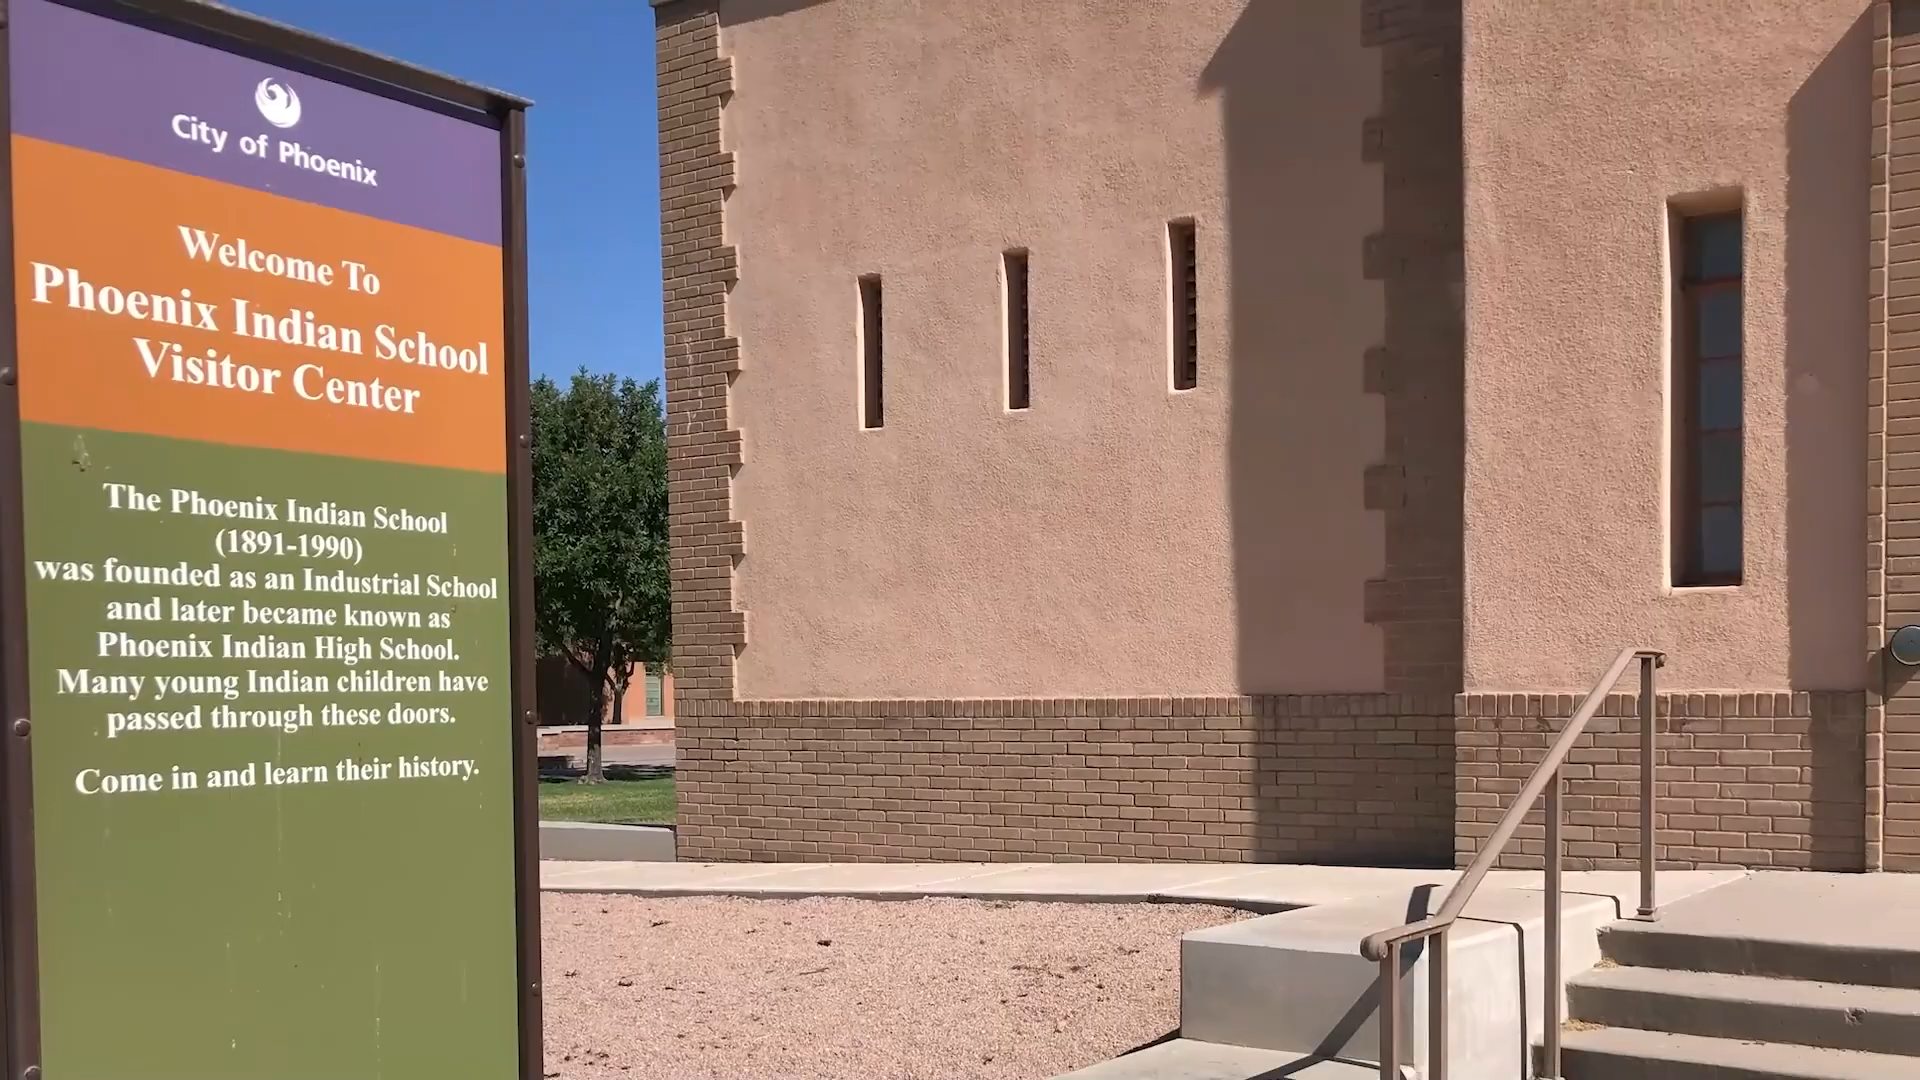 City of Phoenix
Welcome To
Phoenix Indian School
Visitor Center
The Phoenix Indian School
(1891-1990)
was founded as an Industrial School
and later became known as
Phoenix Indian High School.
Many young Indian children have
passed through these doors.
Come in and learn their history.